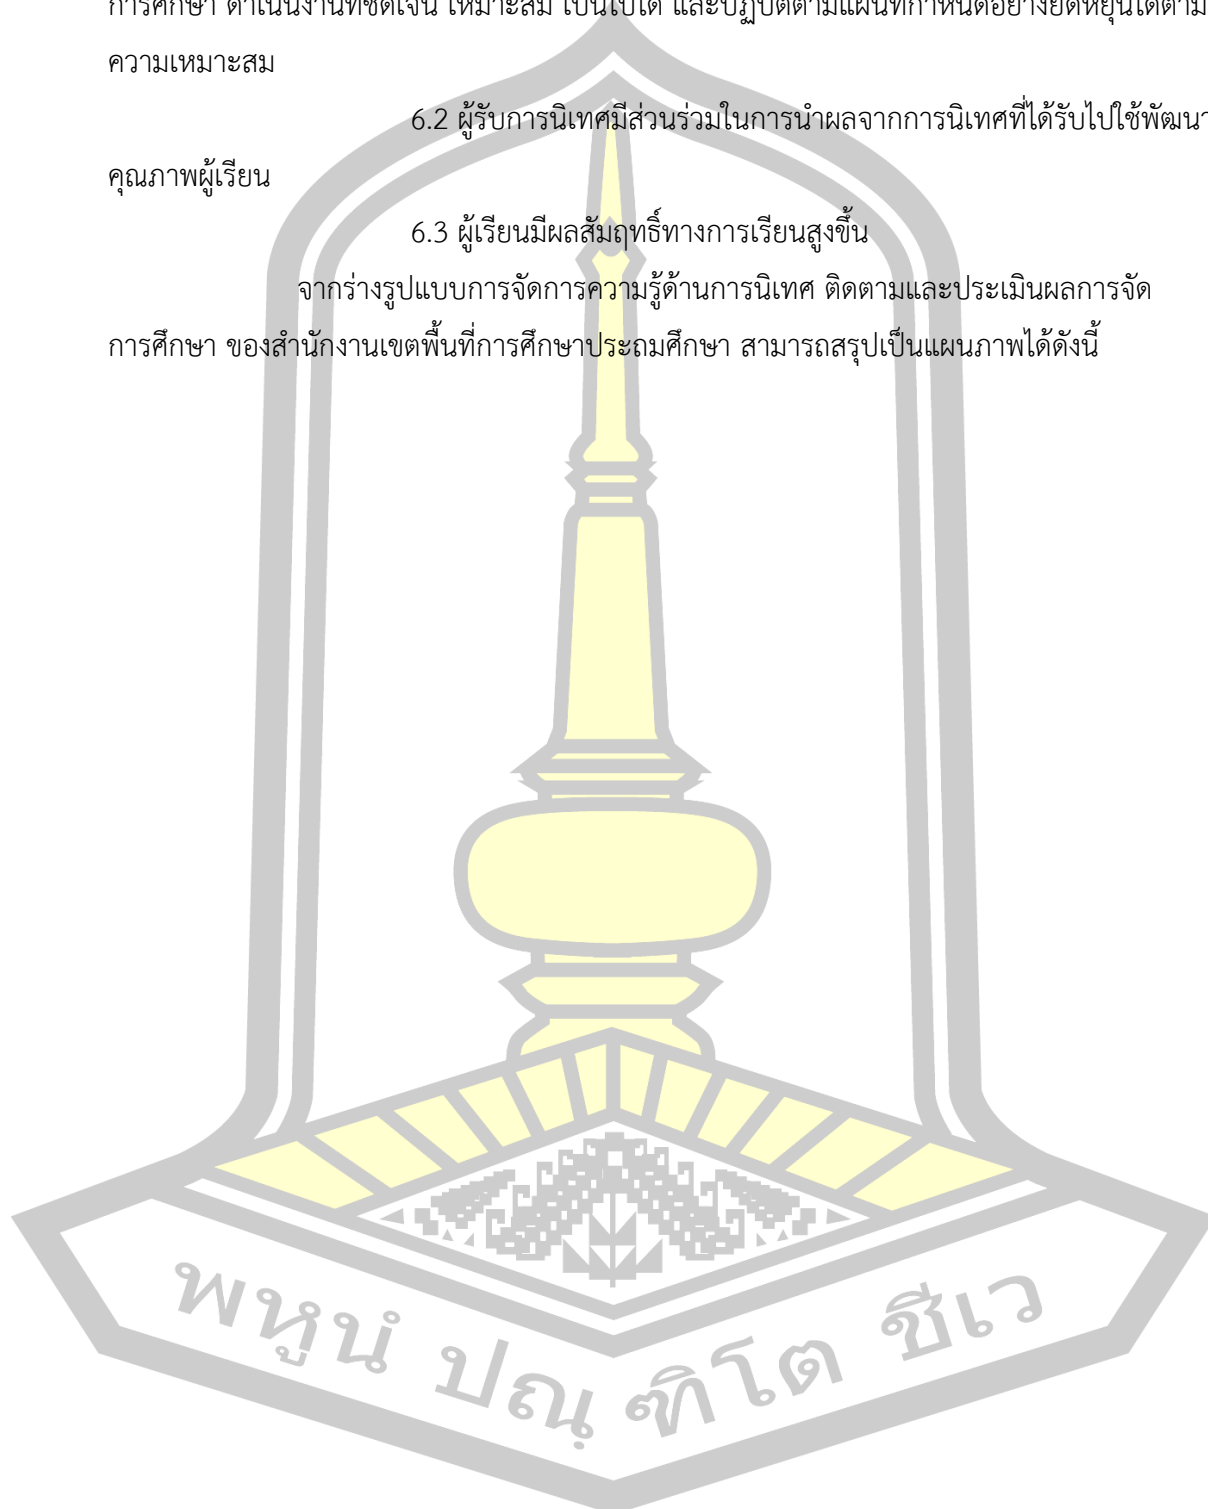 การศึกษา ดำเนินงานที่ชัดเจน เหมาะสม เป็นไปได้ และปฏิบัติตามแผนที่กำหนดอย่างยืดหยุ่นได้ตาม
ความเหมาะสม
6.2 ผู้รับการนิเทศมีส่วนร่วมในการนำผลจากการนิเทศที่ได้รับไปใช้พัฒนา
คุณภาพผู้เรียน
6.3 ผู้เรียนมีผลสัมฤทธิ์ทางการเรียนสูงขึ้น
จากร่างรูปแบบการจัดการความรู้ด้านการนิเทศ ติดตามและประเมินผลการจัด
การศึกษา ของสำนักงานเขตพื้นที่การศึกษาประถมศึกษา สามารถสรุปเป็นแผนภาพได้ดังนี้
พหูนํ ปณฺฑิโต ชีเว